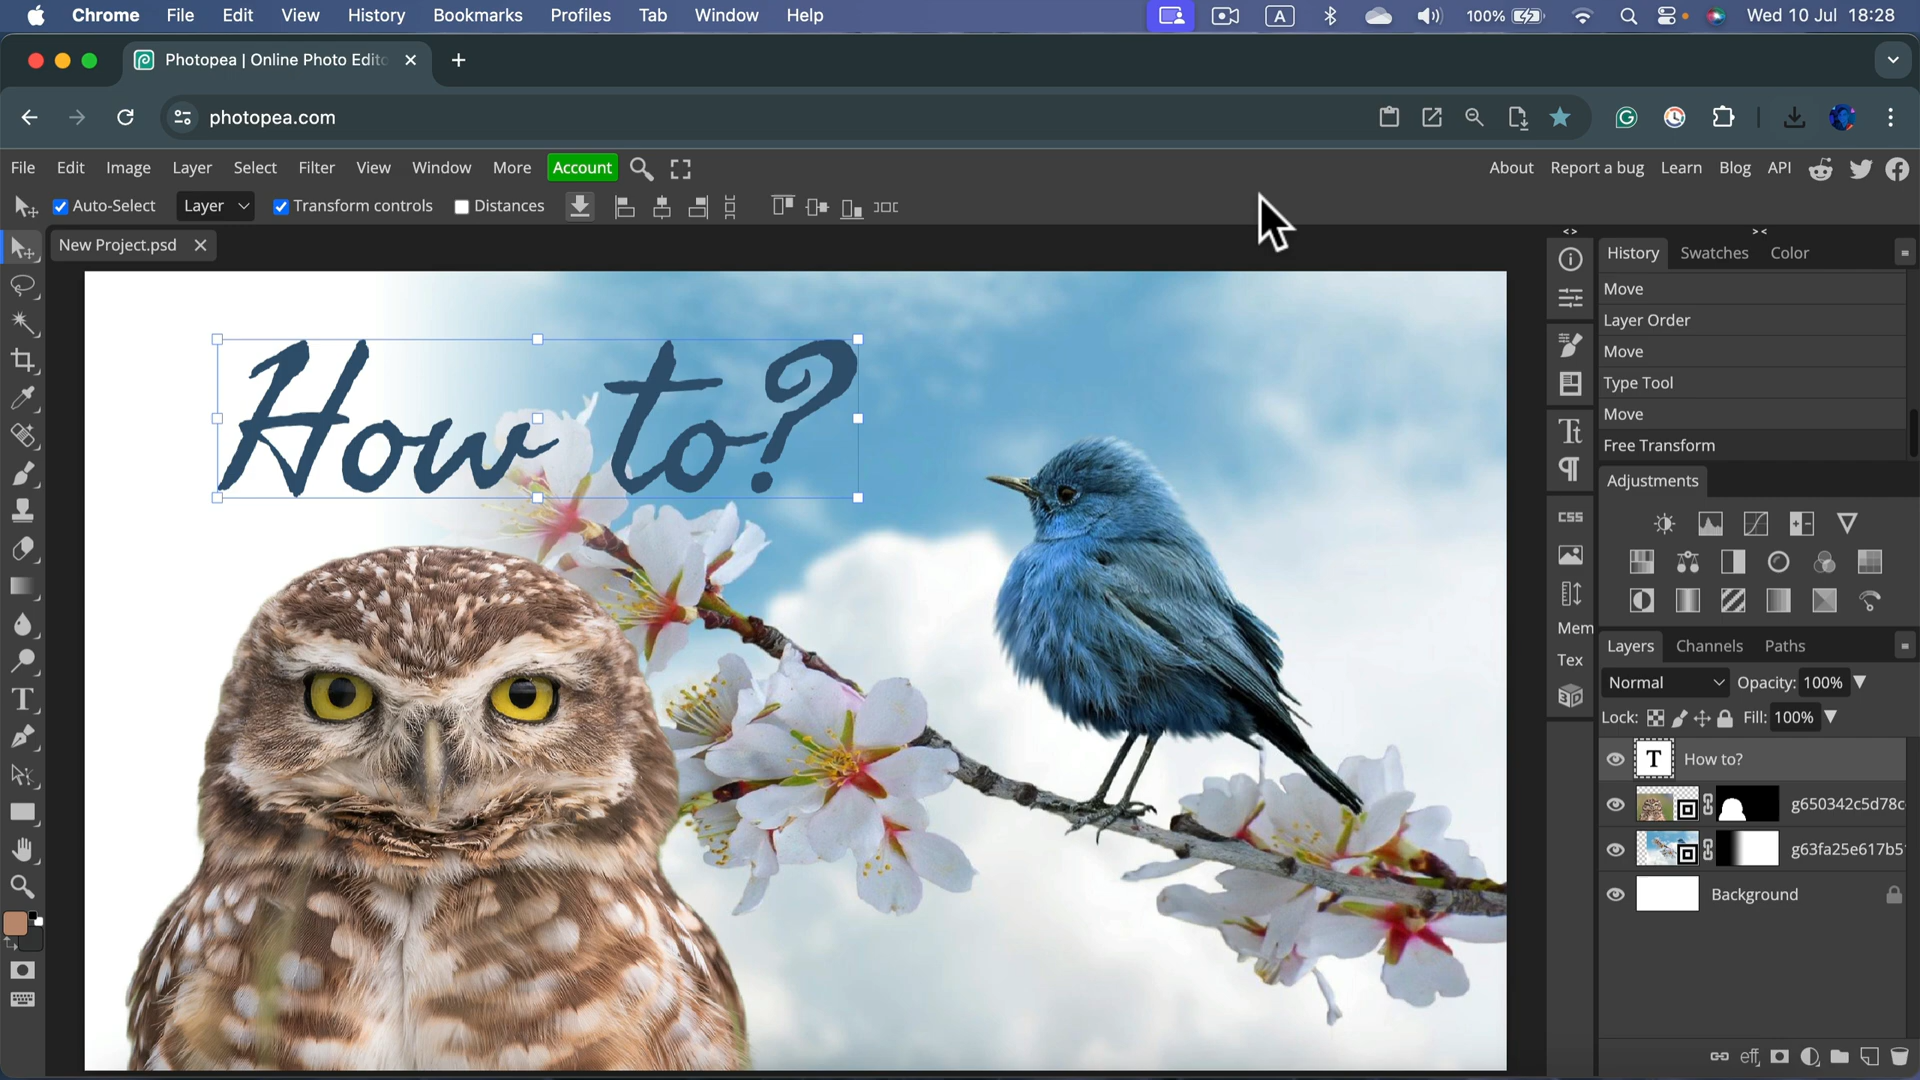 Chrome File Edit View History Bookmarks Profiles Tab Window Help A 100% Wed 10 Jul 18:28
Photopea | Online Photo Edito
photopea.com
File Edit Image Layer Select Filter View Window More Account About Report a bug Learn Blog API
Auto-Select Layer Transform controls Distances
New Project.psd
History Swatches Color
Move
Layer Order
Move
Type Tool
Move
Free Transform
Adjustments
CSS
Mem
Tex
3D
Layers Channels Paths
Normal Opacity: 100%
Lock: Fill: 100%
T How to?
g650342c5d78c
g63fa25e617b5
Background
eff
How to?